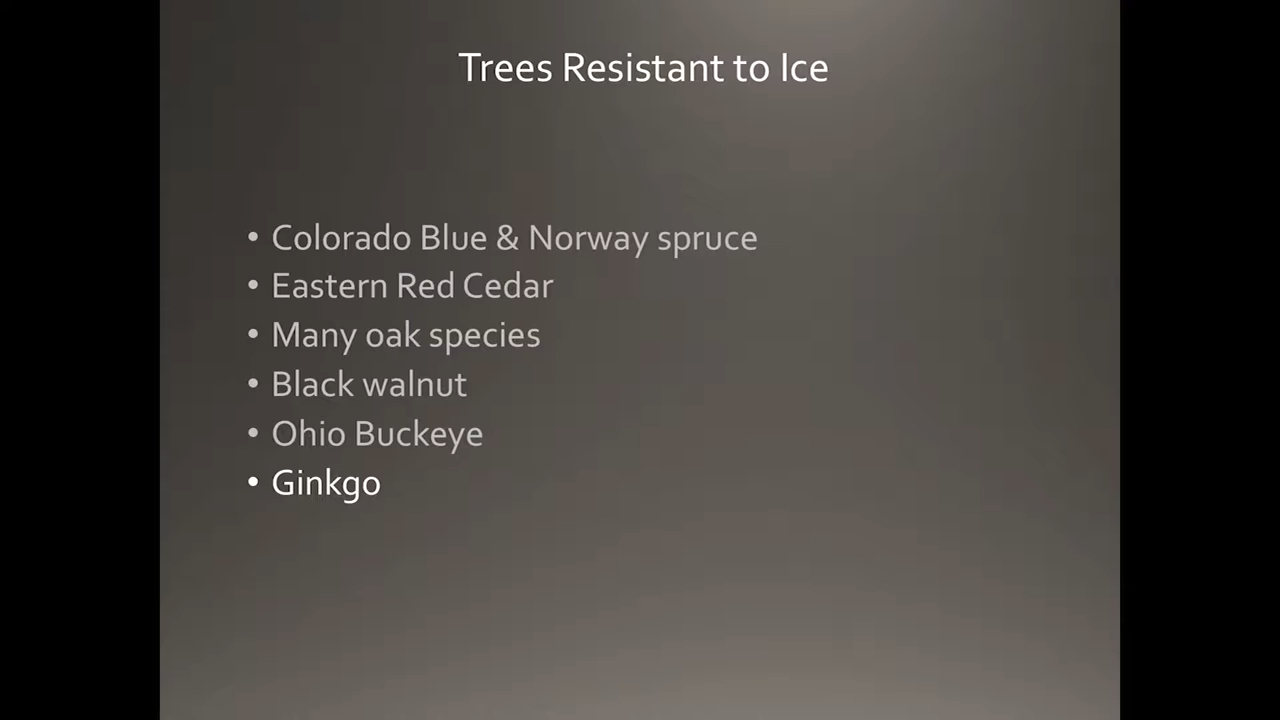 Trees Resistant to Ice
• Colorado Blue & Norway spruce
• Eastern Red Cedar
• Many oak species
• Black walnut
• Ohio Buckeye
• Ginkgo